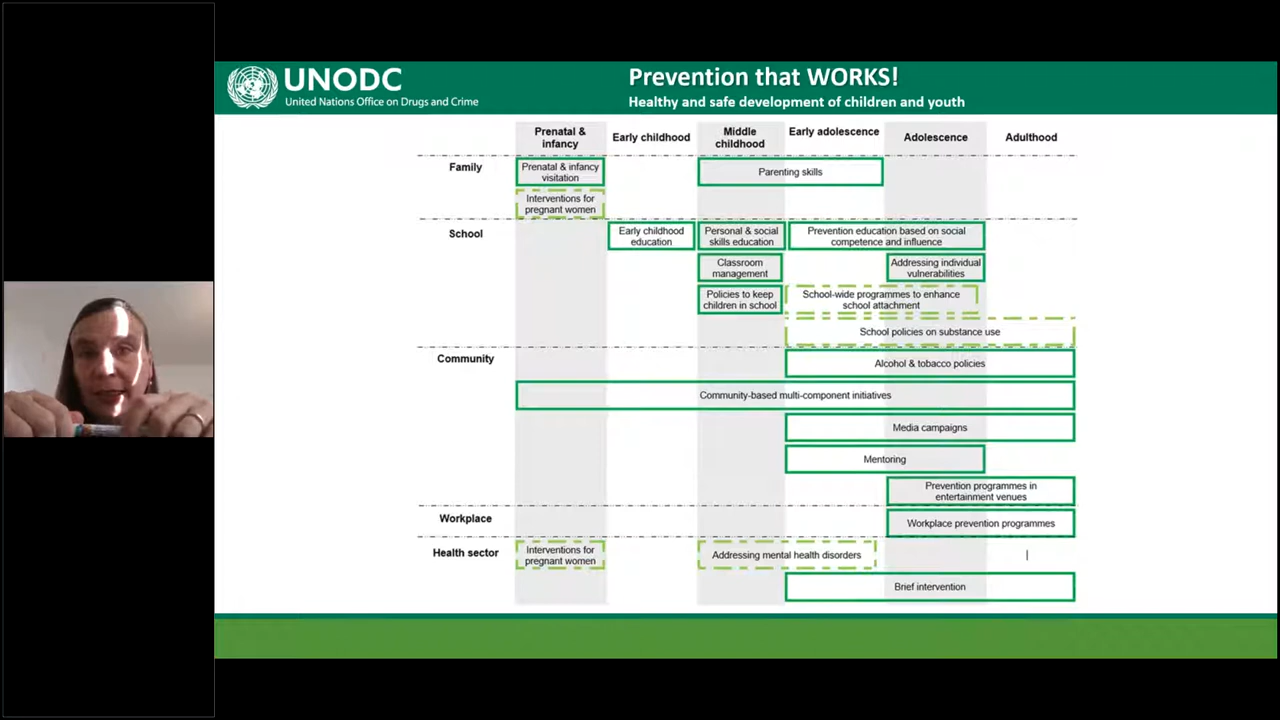 UNODC
United Nations Office on Drugs and Crime
Prevention that WORKS!
Healthy and safe development of children and youth
Prenatal &
infancy
Early childhood
Middle
childhood
Early adolescence
Adolescence
Adulthood
Family
Prenatal & infancy
visitation
Parenting skills
Interventions for
pregnant women
School
Early childhood
education
Personal & social
skills education
Prevention education based on social
competence and influence
Classroom
management
Addressing individual
vulnerabilities
Policies to keep
children in school
School-wide programmes to enhance
school attachment
School policies on substance use
Community
Alcohol & tobacco policies
Community-based multi-component initiatives
Media campaigns
Mentoring
Prevention programmes in
entertainment venues
Workplace
Workplace prevention programmes
Health sector
Interventions for
pregnant women
Addressing mental health disorders
Brief intervention